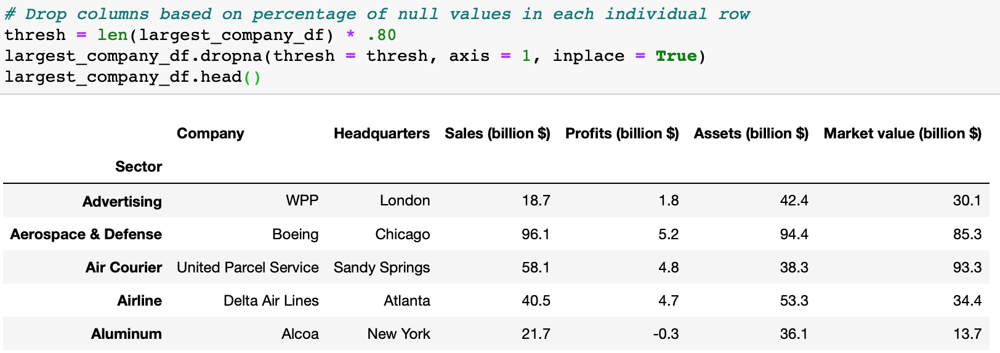 # Drop columns based on percentage of null values in each individual row
thresh = len(largest_company_df) * .80
largest_company_df.dropna(thresh = thresh, axis = 1, inplace = True)
largest_company_df.head()
Company Headquarters Sales (billion $) Profits (billion $) Assets (billion $) Market value (billion $)
Sector
Advertising WPP London 18.7 1.8 42.4 30.1
Aerospace & Defense Boeing Chicago 96.1 5.2 94.4 85.3
Air Courier United Parcel Service Sandy Springs 58.1 4.8 38.3 93.3
Airline Delta Air Lines Atlanta 40.5 4.7 53.3 34.4
Aluminum Alcoa New York 21.7 -0.3 36.1 13.7